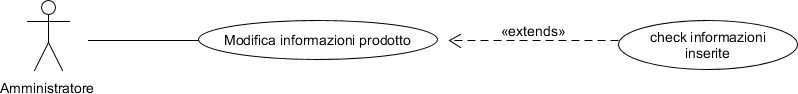 «extends»
Modifica informazioni prodotto
check informazioni
inserite
Amministratore